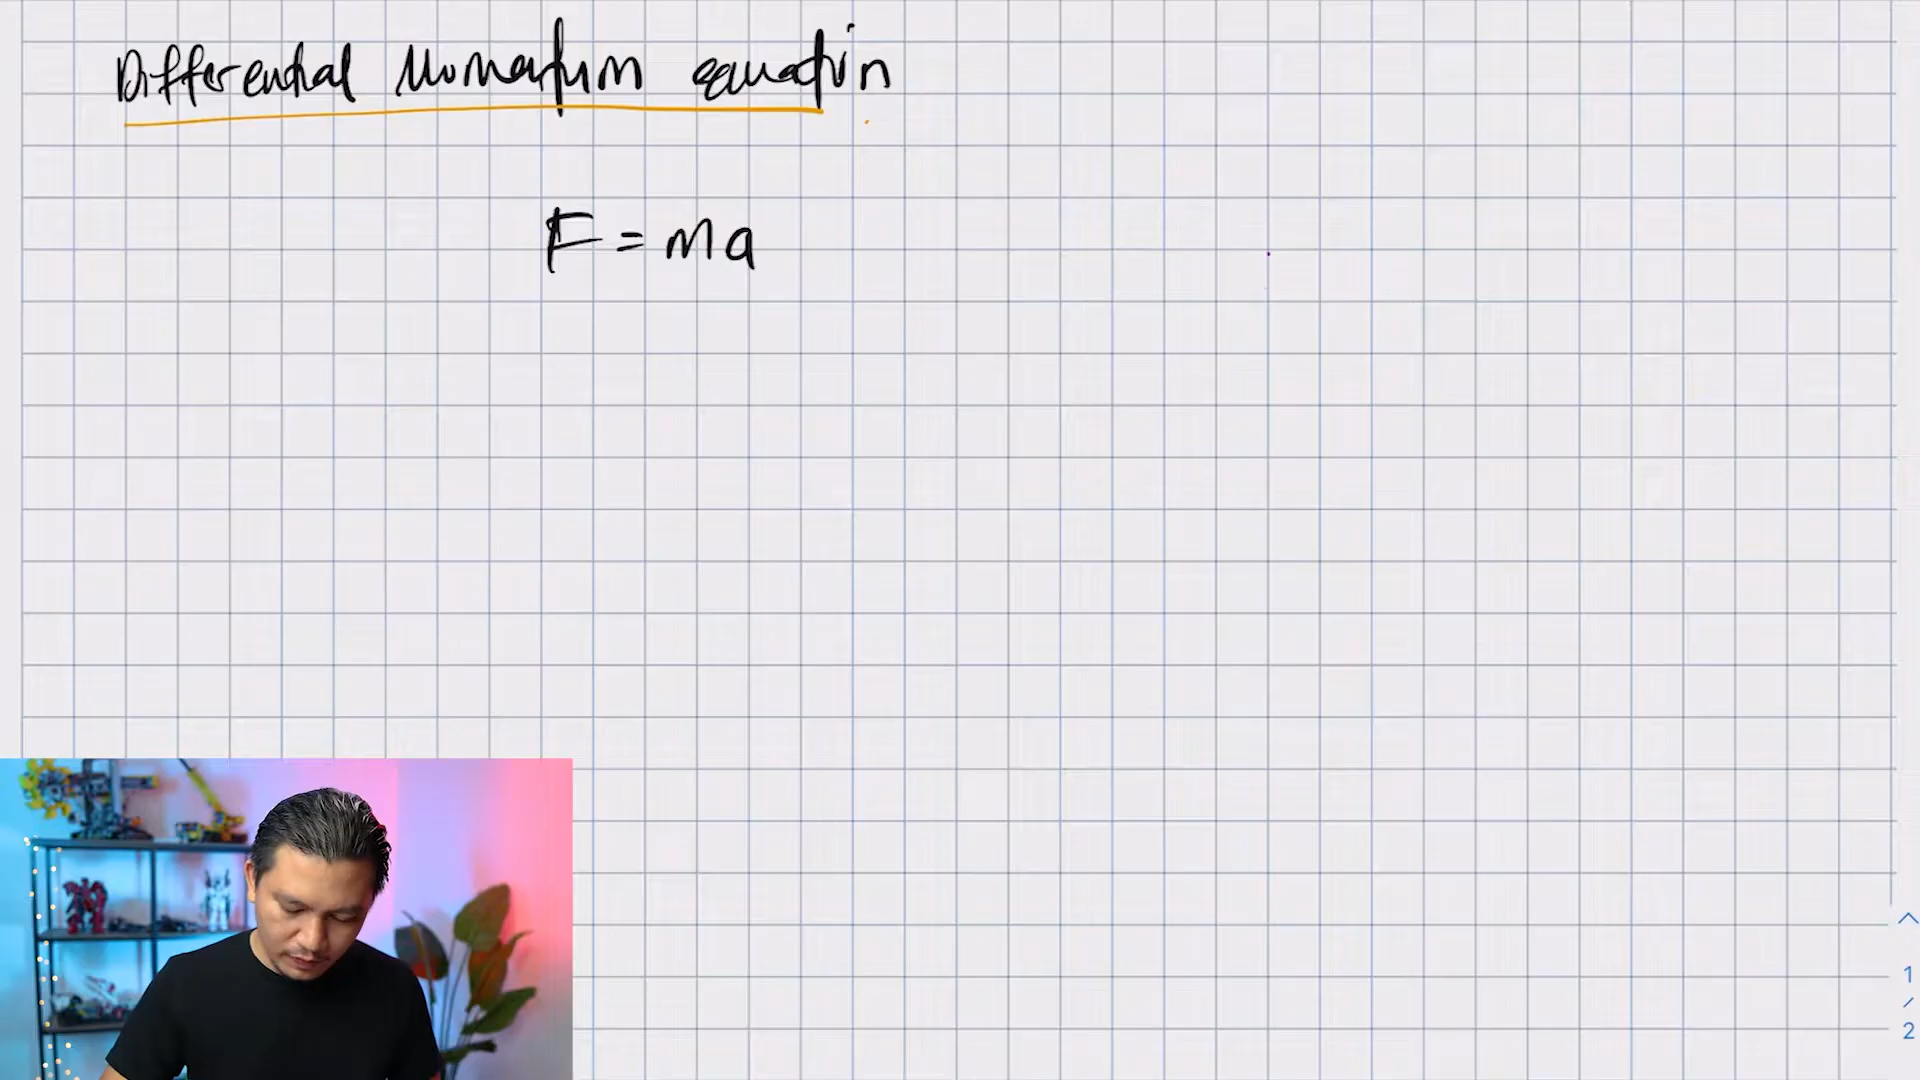 Differential Momentum equation
F = ma
1
/
2